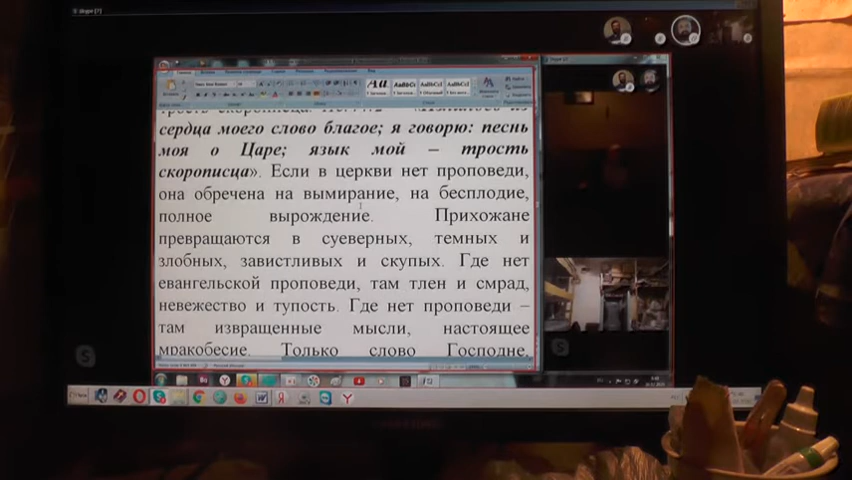 сердца моего слово благое; я говорю: песнь
моя о Царе; язык мой – трость
скорописца». Если в церкви нет проповеди,
она обречена на вымирание, на бесплодие,
полное вырождение. Прихожане
превращаются в суеверных, темных и
злобных, завистливых и скупых. Где нет
евангельской проповеди, там тлен и смрад,
невежество и тупость. Где нет проповеди –
там извращенные мысли, настоящее
мракобесие. Только слово Господне,